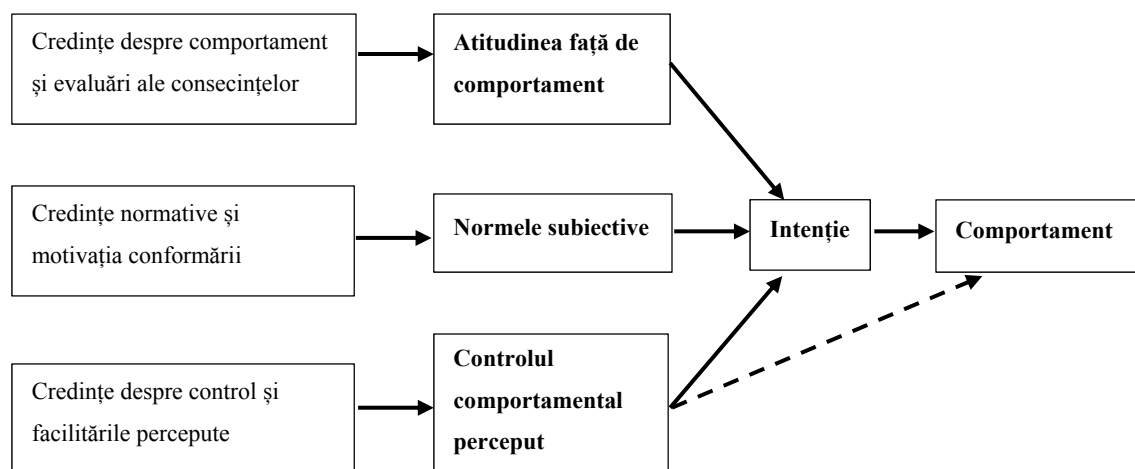 Credințe despre comportament
și evaluări ale consecințelor
Atitudinea față de
comportament
Credințe normative și
motivația conformării
Normele subiective
Intenție
Comportament
Credințe despre control și
facilitările percepute
Controlul
comportamental
perceput